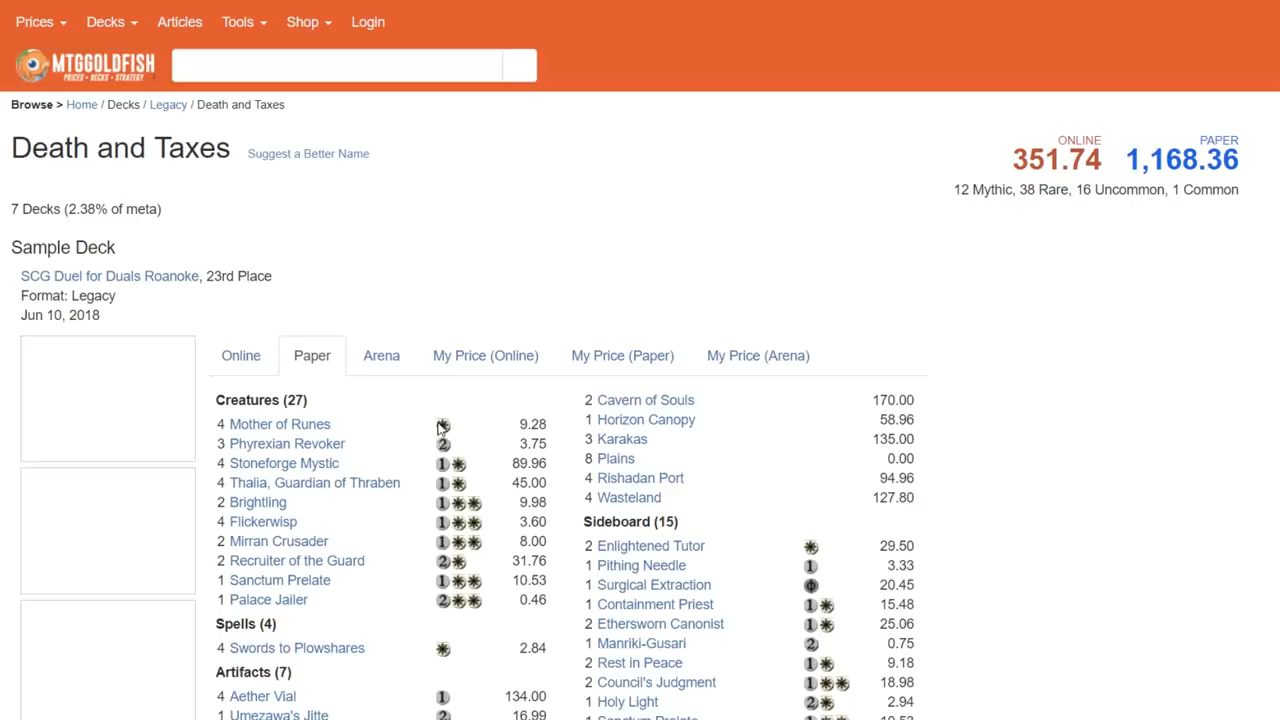 Prices Decks Articles Tools Shop Login
MTGGOLDFISH
PRICES • DECKS • STRATEGY
Browse > Home / Decks / Legacy / Death and Taxes
Death and Taxes Suggest a Better Name
ONLINE PAPER
351.74 1,168.36
12 Mythic, 38 Rare, 16 Uncommon, 1 Common
7 Decks (2.38% of meta)
Sample Deck
SCG Duel for Duals Roanoke, 23rd Place
Format: Legacy
Jun 10, 2018
Online Paper Arena My Price (Online) My Price (Paper) My Price (Arena)
Creatures (27)
4 Mother of Runes 9.28
3 Phyrexian Revoker 2 3.75
4 Stoneforge Mystic 1 89.96
4 Thalia, Guardian of Thraben 1 45.00
2 Brightling 1 9.98
4 Flickerwisp 1 3.60
2 Mirran Crusader 1 8.00
2 Recruiter of the Guard 2 31.76
1 Sanctum Prelate 1 10.53
1 Palace Jailer 2 0.46
Spells (4)
4 Swords to Plowshares 2.84
Artifacts (7)
4 Aether Vial 1 134.00
1 Umezawa's Jitte 2 16.99
2 Cavern of Souls 170.00
1 Horizon Canopy 58.96
3 Karakas 135.00
8 Plains 0.00
4 Rishadan Port 94.96
4 Wasteland 127.80
Sideboard (15)
2 Enlightened Tutor 29.50
1 Pithing Needle 1 3.33
1 Surgical Extraction 20.45
1 Containment Priest 1 15.48
2 Ethersworn Canonist 1 25.06
1 Manriki-Gusari 2 0.75
2 Rest in Peace 1 9.18
2 Council's Judgment 1 18.98
1 Holy Light 2 2.94
1 Sanctum Prelate 1 10.53